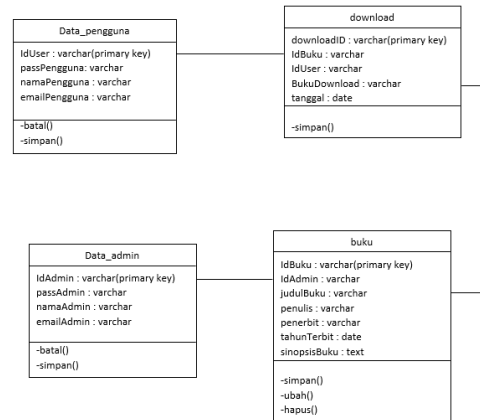 Data_pengguna
IdUser : varchar(primary key)
passPengguna: varchar
namaPengguna : varchar
emailPengguna : varchar
-batal()
-simpan()
download
downloadID : varchar(primary key)
IdBuku : varchar
IdUser : varchar
BukuDownload : varchar
tanggal : date
-simpan()
Data_admin
IdAdmin : varchar(primary key)
passAdmin : varchar
namaAdmin : varchar
emailAdmin : varchar
-batal()
-simpan()
buku
IdBuku : varchar(primary key)
IdAdmin : varchar
judulBuku : varchar
penulis : varchar
penerbit : varchar
tahunTerbit : date
sinopsisBuku : text
-simpan()
-ubah()
-hapus()